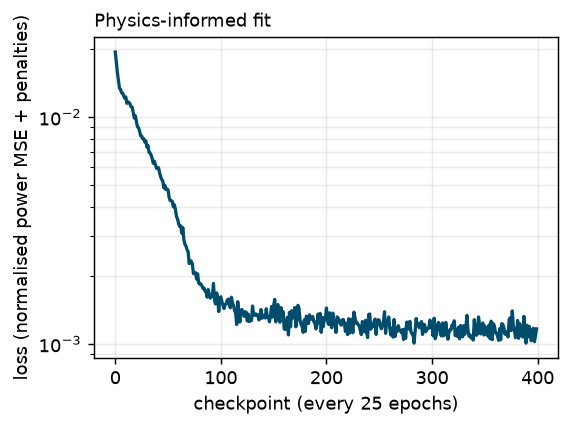 Physics-informed fit
loss (normalised power MSE + penalties)
10⁻²
10⁻³
0 100 200 300 400
checkpoint (every 25 epochs)